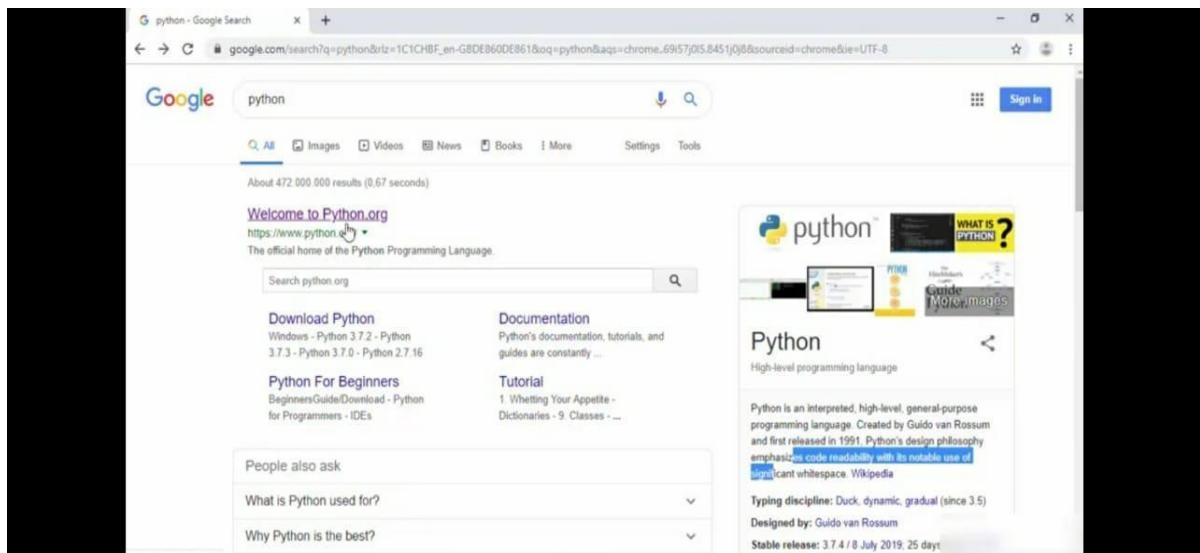 python - Google Search
google.com/search?q=python&rlz=1C1CHBF_en-GBDE860DE861&oq=python&aqs=chrome..69i57j0l5.8451j0j8&sourceid=chrome&ie=UTF-8
Google
python
Sign in
All Images Videos News Books More Settings Tools
About 472.000.000 results (0,67 seconds)
Welcome to Python.org
https://www.python.
The official home of the Python Programming Language.
Search python.org
Download Python
Windows - Python 3.7.2 - Python
3.7.3 - Python 3.7.0 - Python 2.7.16
Documentation
Python's documentation, tutorials, and
guides are constantly ...
Python For Beginners
BeginnersGuide/Download - Python
for Programmers - IDEs
Tutorial
1. Whetting Your Appetite -
Dictionaries - 9. Classes - ...
People also ask
What is Python used for?
Why Python is the best?
python
WHAT IS
PYTHON ?
PYTHON
Guide
More images
Python
High-level programming language
Python is an interpreted, high-level, general-purpose
programming language. Created by Guido van Rossum
and first released in 1991, Python's design philosophy
emphasizes code readability with its notable use of
significant whitespace. Wikipedia
Typing discipline: Duck, dynamic, gradual (since 3.5)
Designed by: Guido van Rossum
Stable release: 3.7.4 / 8 July 2019; 25 days